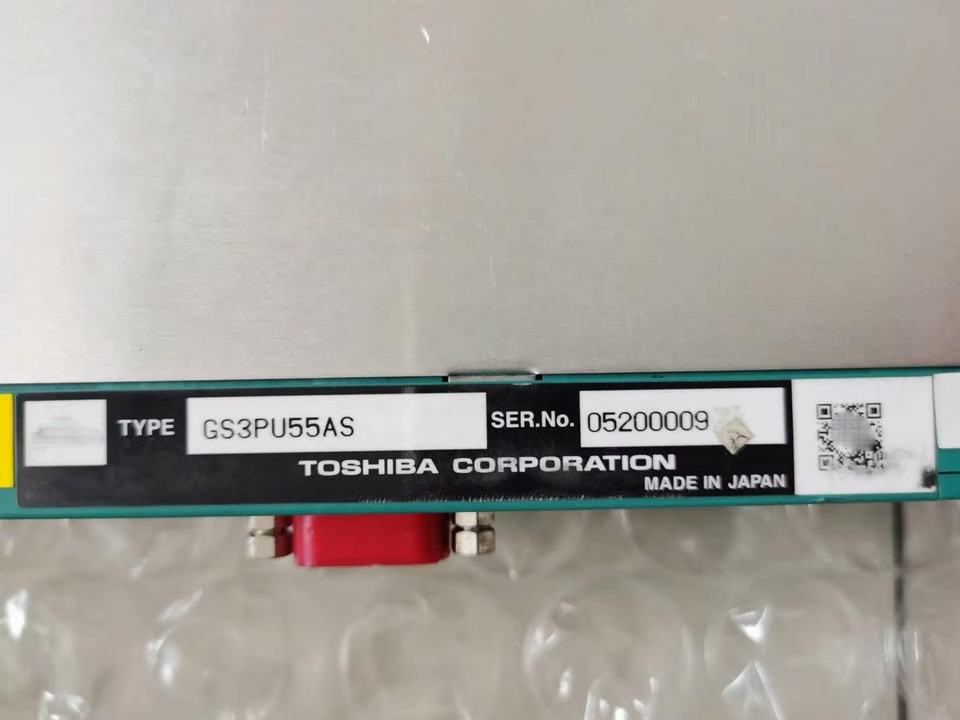 TYPE GS3PU55AS SER.No. 05200009
TOSHIBA CORPORATION
MADE IN JAPAN